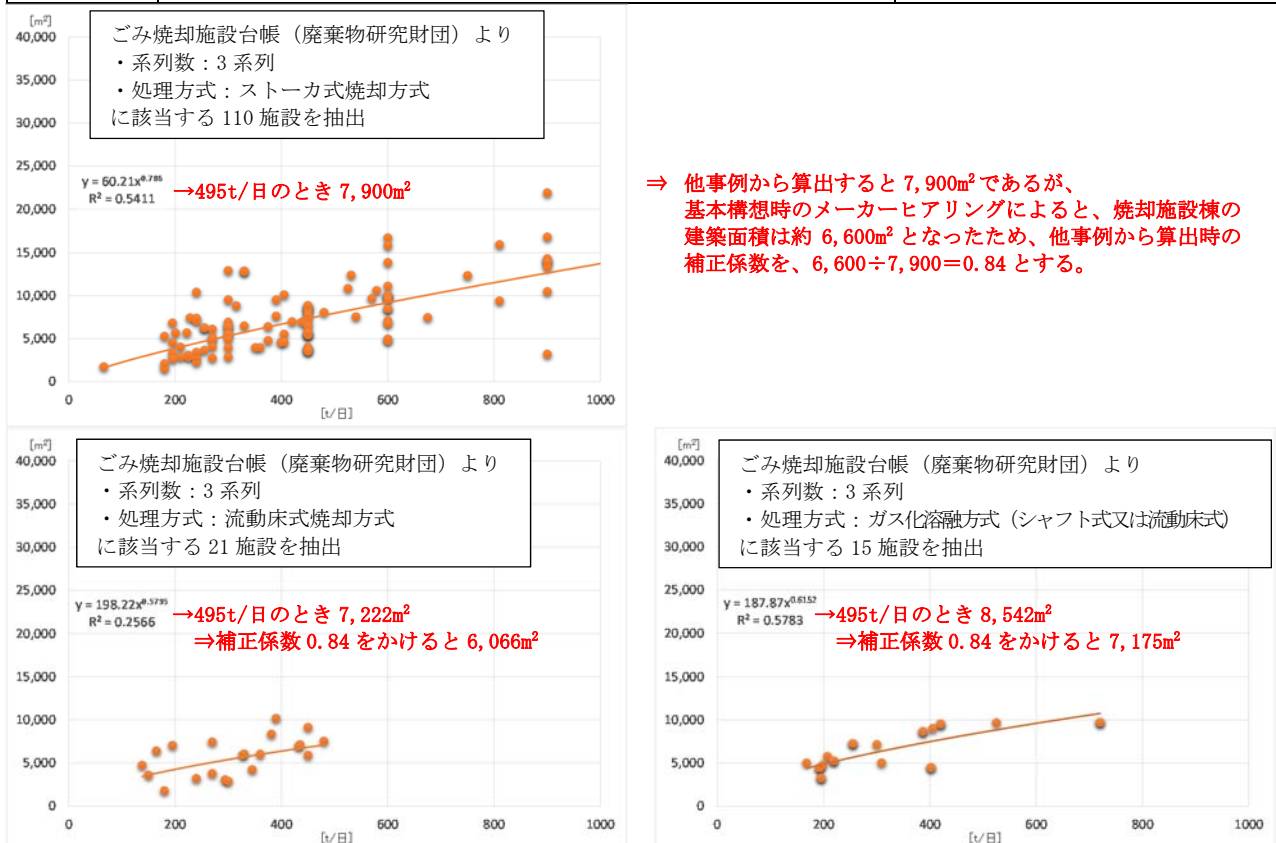 [m²]
40,000
35,000
30,000
25,000
20,000
15,000
10,000
5,000
0
ごみ焼却施設台帳（廃棄物研究財団）より
・系列数：3 系列
・処理方式：ストーカ式焼却方式
に該当する 110 施設を抽出
y = 60.21x^0.785
R² = 0.5411
→495t/日のとき 7,900m²
0 200 400 600 800 1000
[t/日]
⇒ 他事例から算出すると 7,900m² であるが、
基本構想時のメーカーヒアリングによると、焼却施設棟の
建築面積は約 6,600m² となったため、他事例から算出時の
補正係数を、6,600÷7,900＝0.84 とする。
[m²]
40,000
35,000
30,000
25,000
20,000
15,000
10,000
5,000
0
ごみ焼却施設台帳（廃棄物研究財団）より
・系列数：3 系列
・処理方式：流動床式焼却方式
に該当する 21 施設を抽出
y = 198.22x^0.5795
R² = 0.2566
→495t/日のとき 7,222m²
⇒補正係数 0.84 をかけると 6,066m²
0 200 400 600 800 1000
[t/日]
[m²]
40,000
35,000
30,000
25,000
20,000
15,000
10,000
5,000
0
ごみ焼却施設台帳（廃棄物研究財団）より
・系列数：3 系列
・処理方式：ガス化溶融方式（シャフト式又は流動床式）
に該当する 15 施設を抽出
y = 187.87x^0.6152
R² = 0.5783
→495t/日のとき 8,542m²
⇒補正係数 0.84 をかけると 7,175m²
0 200 400 600 800 1000
[t/日]